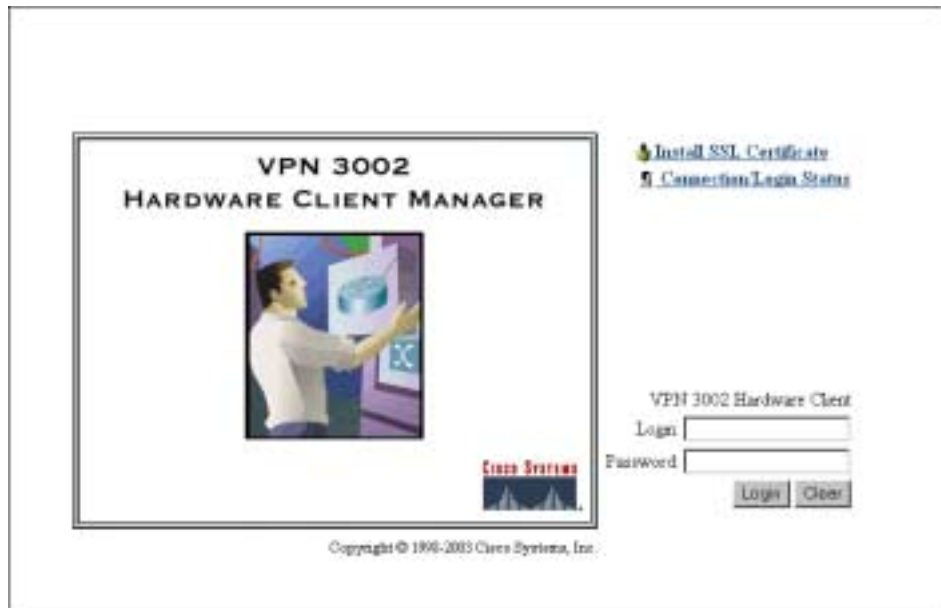 VPN 3002
HARDWARE CLIENT MANAGER
CISCO SYSTEMS
Install SSL Certificate
Connection/Login Status
VPN 3002 Hardware Client
Login
Password
Login Clear
Copyright © 1998-2003 Cisco Systems, Inc.